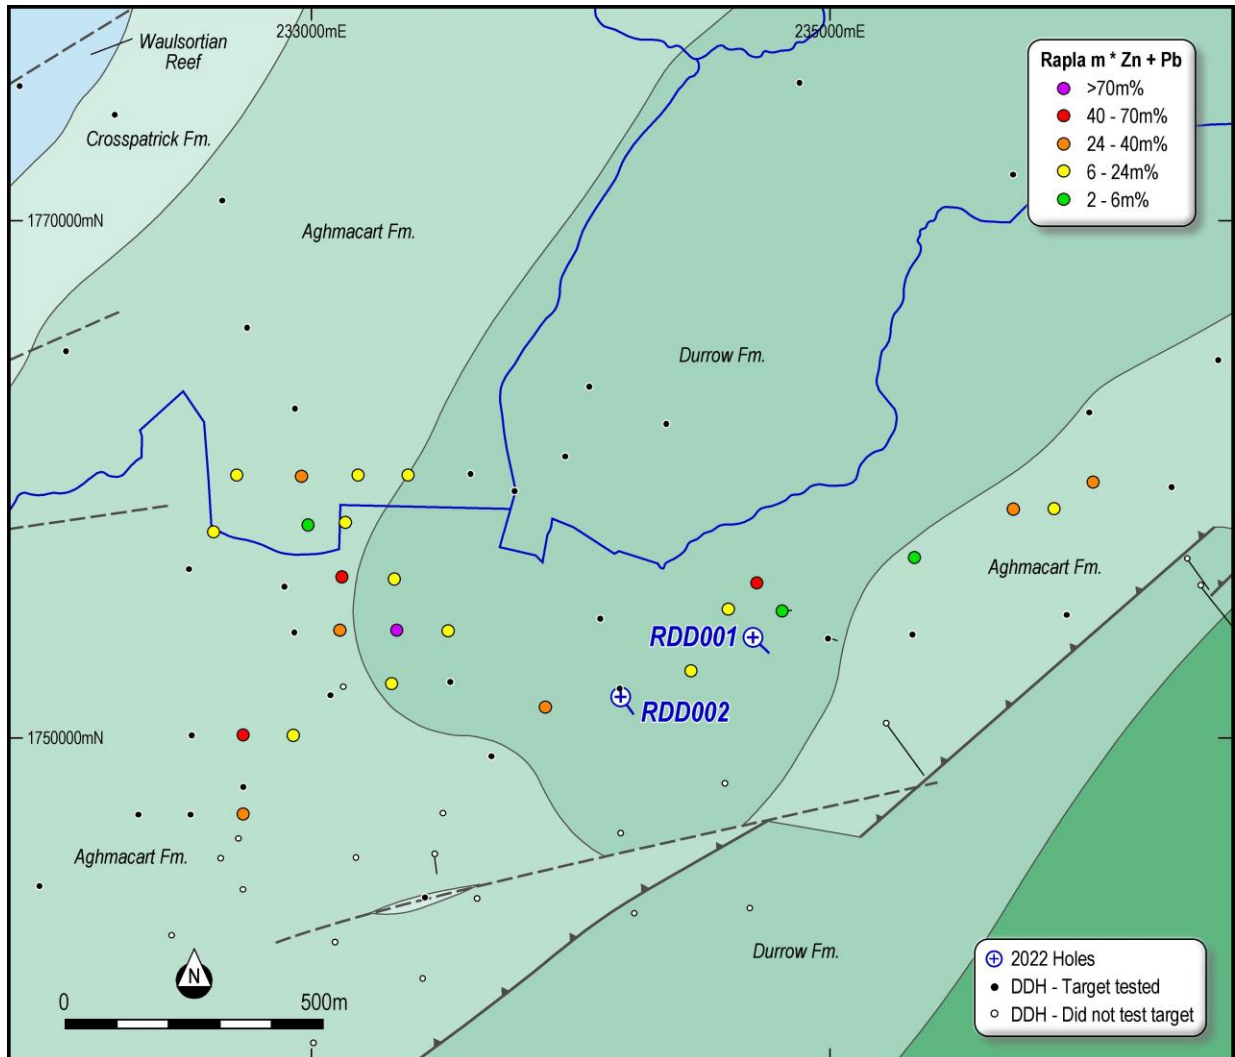 233000mE
235000mE
Waulsortian
Reef
Crosspatrick Fm.
Rapla m * Zn + Pb
>70m%
40 - 70m%
24 - 40m%
6 - 24m%
2 - 6m%
1770000mN
Aghmacart Fm.
Durrow Fm.
Aghmacart Fm.
RDD001
RDD002
1750000mN
Aghmacart Fm.
Durrow Fm.
N
0
500m
2022 Holes
DDH - Target tested
DDH - Did not test target